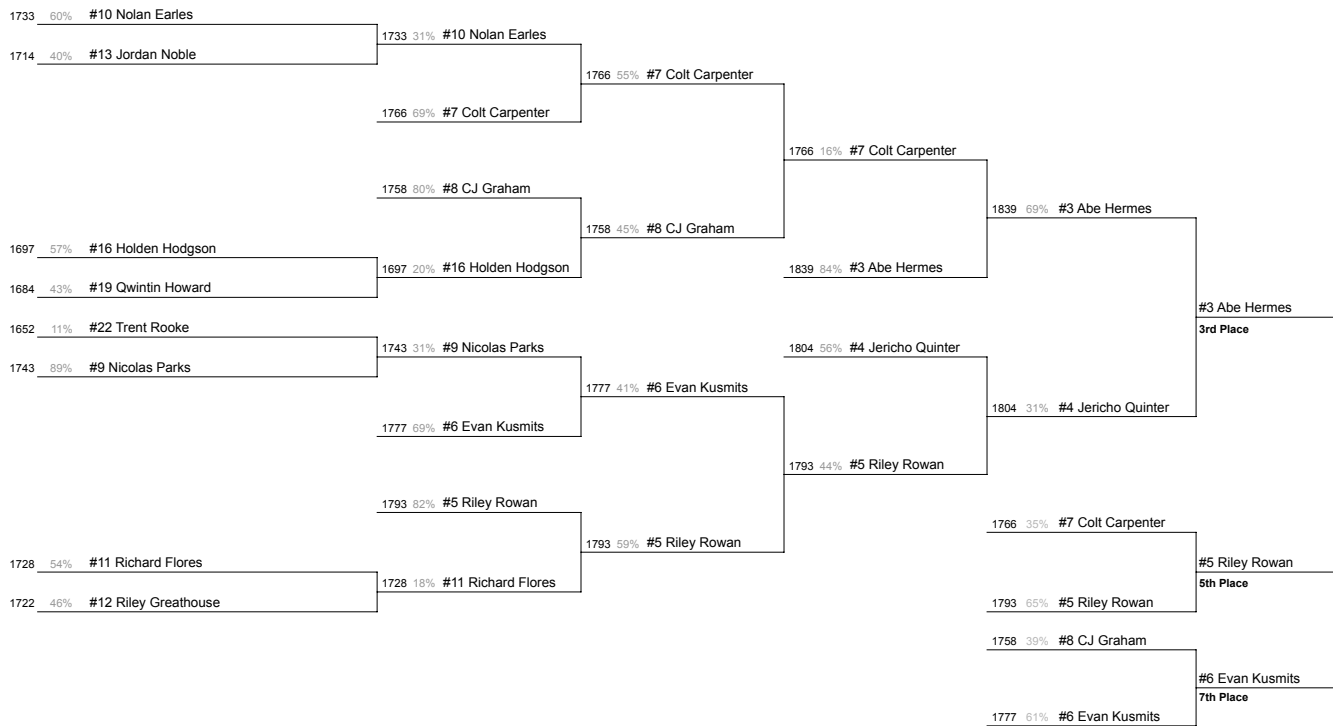 1733 60% #10 Nolan Earles
1733 31% #10 Nolan Earles
1714 40% #13 Jordan Noble
1766 55% #7 Colt Carpenter
1766 69% #7 Colt Carpenter
1766 16% #7 Colt Carpenter
1758 80% #8 CJ Graham
1839 69% #3 Abe Hermes
1758 45% #8 CJ Graham
1697 57% #16 Holden Hodgson
1697 20% #16 Holden Hodgson
1839 84% #3 Abe Hermes
1684 43% #19 Qwintin Howard
#3 Abe Hermes
3rd Place
1652 11% #22 Trent Rooke
1743 31% #9 Nicolas Parks
1804 56% #4 Jericho Quinter
1743 89% #9 Nicolas Parks
1777 41% #6 Evan Kusmits
1804 31% #4 Jericho Quinter
1777 69% #6 Evan Kusmits
1793 44% #5 Riley Rowan
1793 82% #5 Riley Rowan
1766 35% #7 Colt Carpenter
1793 59% #5 Riley Rowan
1728 54% #11 Richard Flores
#5 Riley Rowan
5th Place
1728 18% #11 Richard Flores
1722 46% #12 Riley Greathouse
1793 65% #5 Riley Rowan
1758 39% #8 CJ Graham
#6 Evan Kusmits
7th Place
1777 61% #6 Evan Kusmits